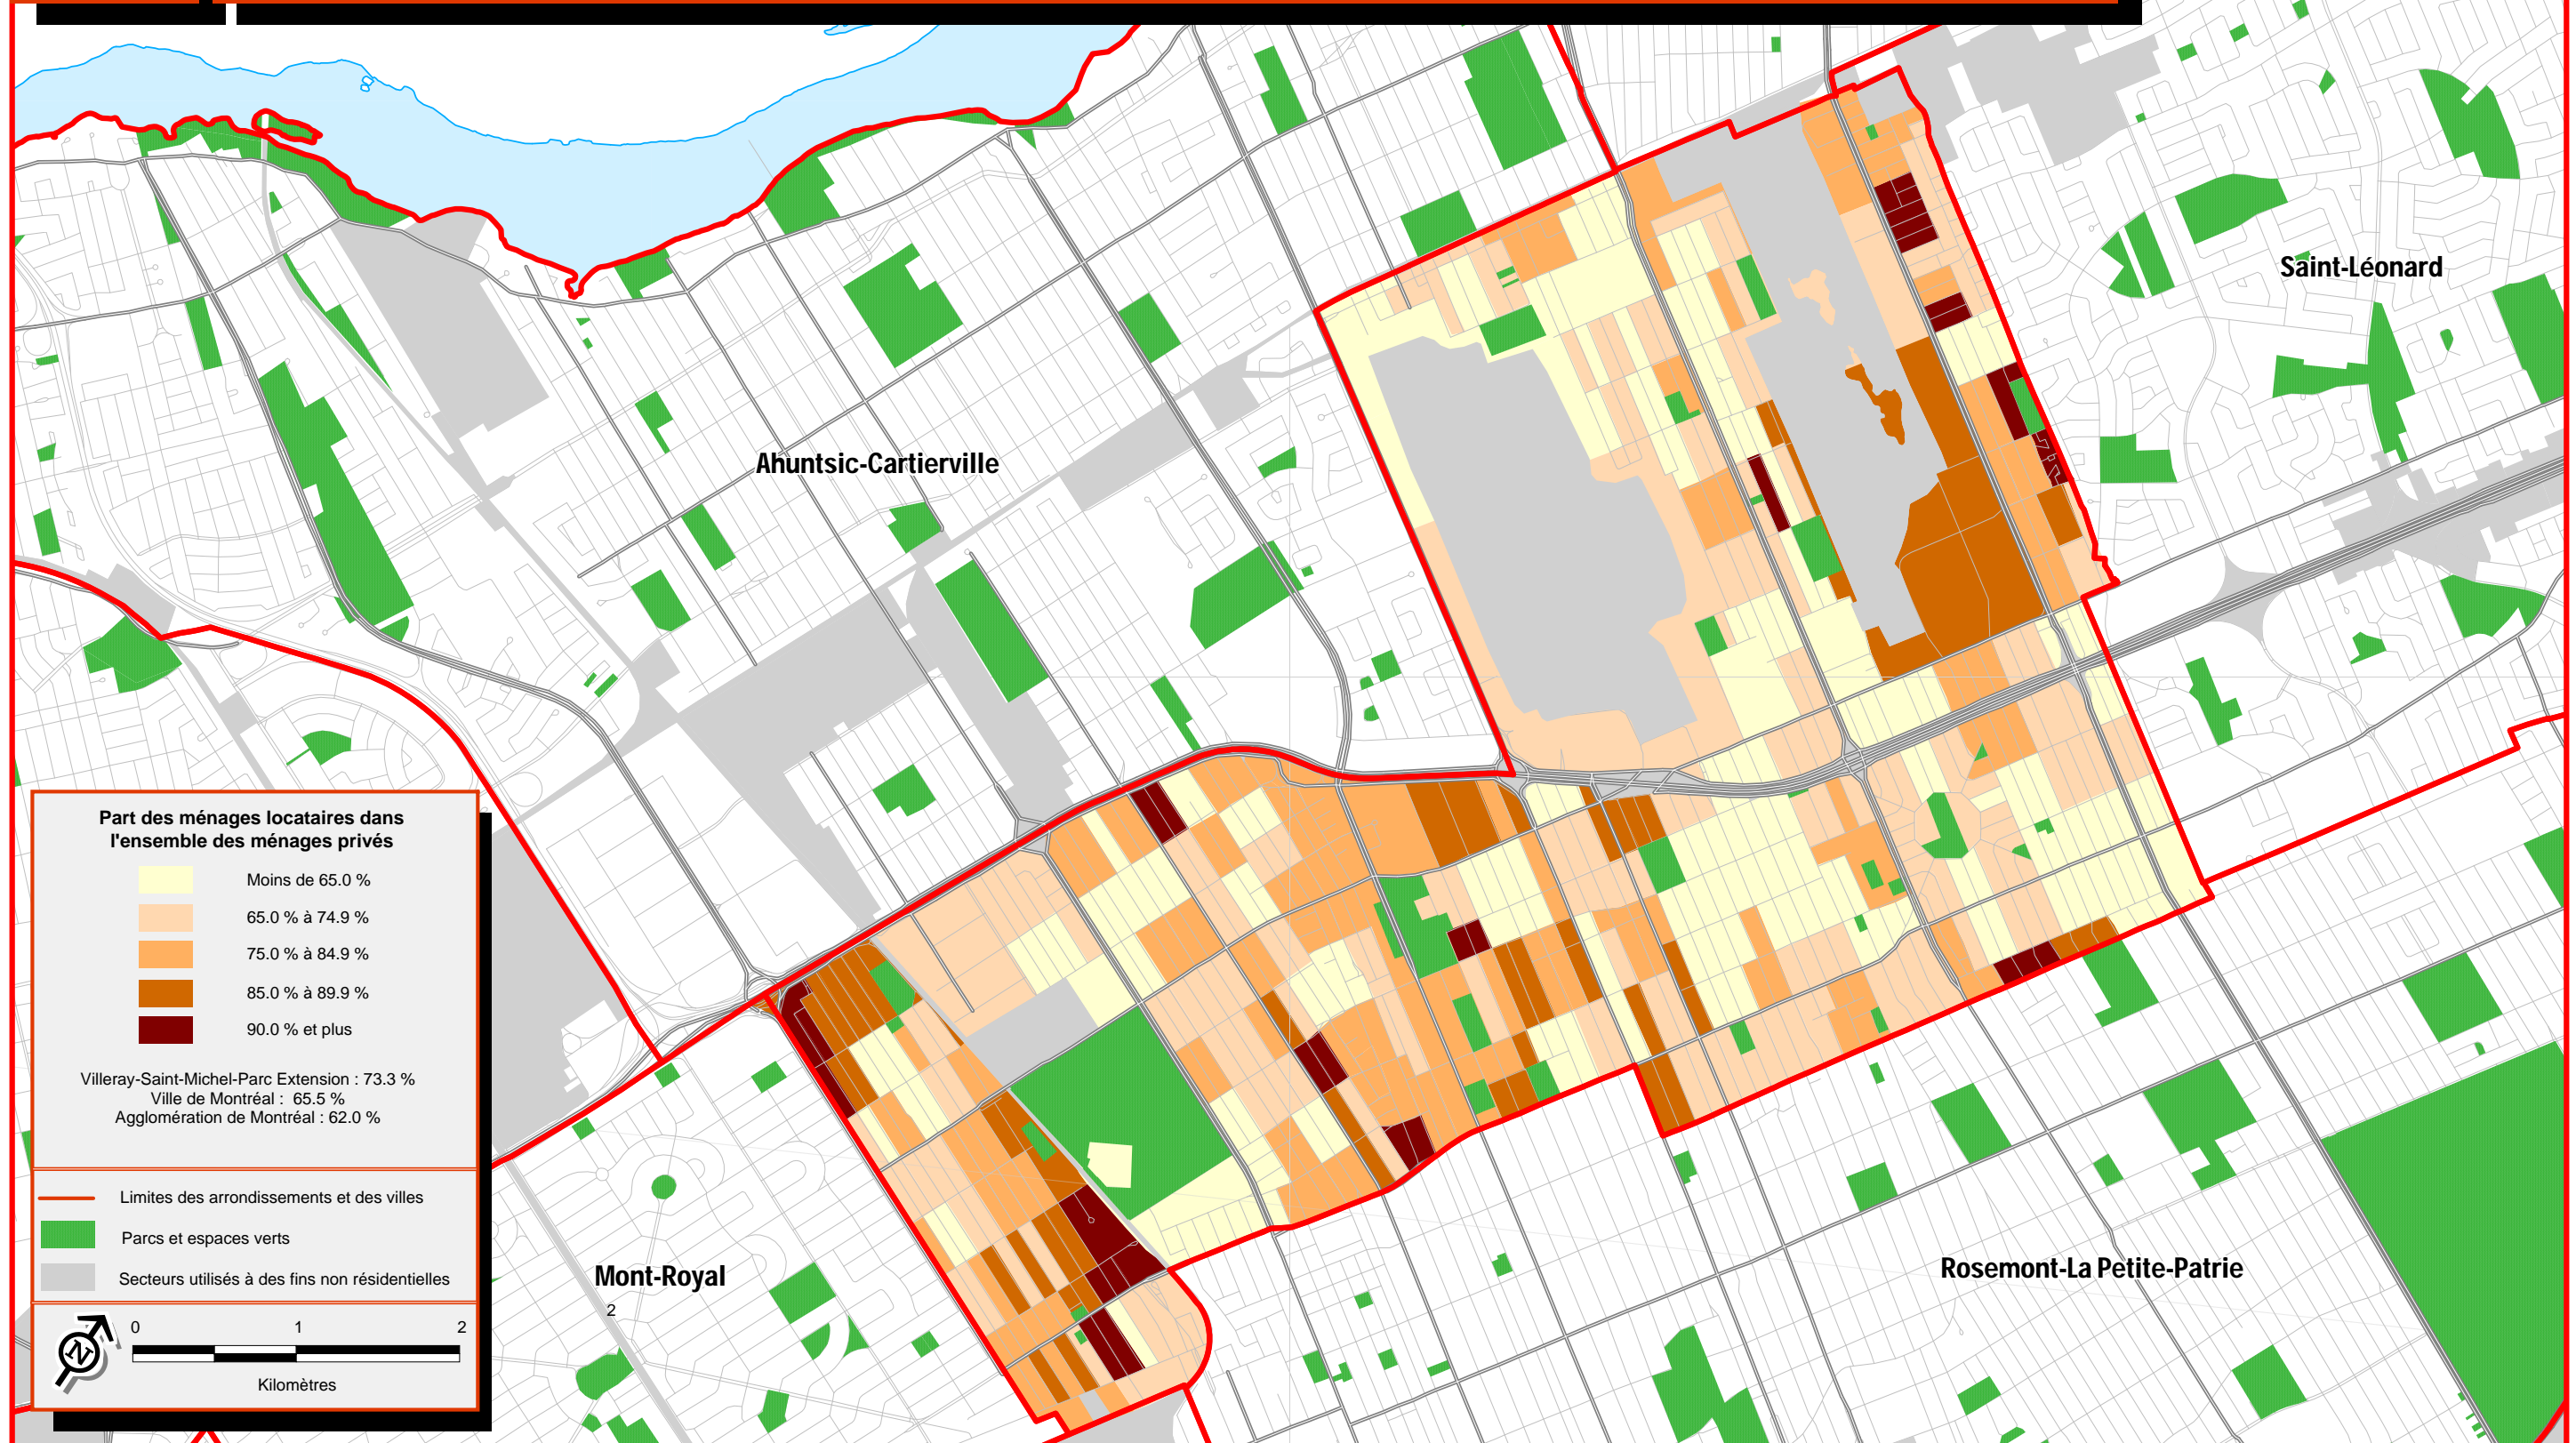 Saint-Léonard
Ahuntsic-Cartierville
Part des ménages locataires dans
l'ensemble des ménages privés
Moins de 65.0 %
65.0 % à 74.9 %
75.0 % à 84.9 %
85.0 % à 89.9 %
90.0 % et plus
Villeray-Saint-Michel-Parc Extension : 73.3 %
Ville de Montréal : 65.5 %
Agglomération de Montréal : 62.0 %
Limites des arrondissements et des villes
Parcs et espaces verts
Secteurs utilisés à des fins non résidentielles
N
0 1 2
Kilomètres
Mont-Royal
2
Rosemont-La Petite-Patrie